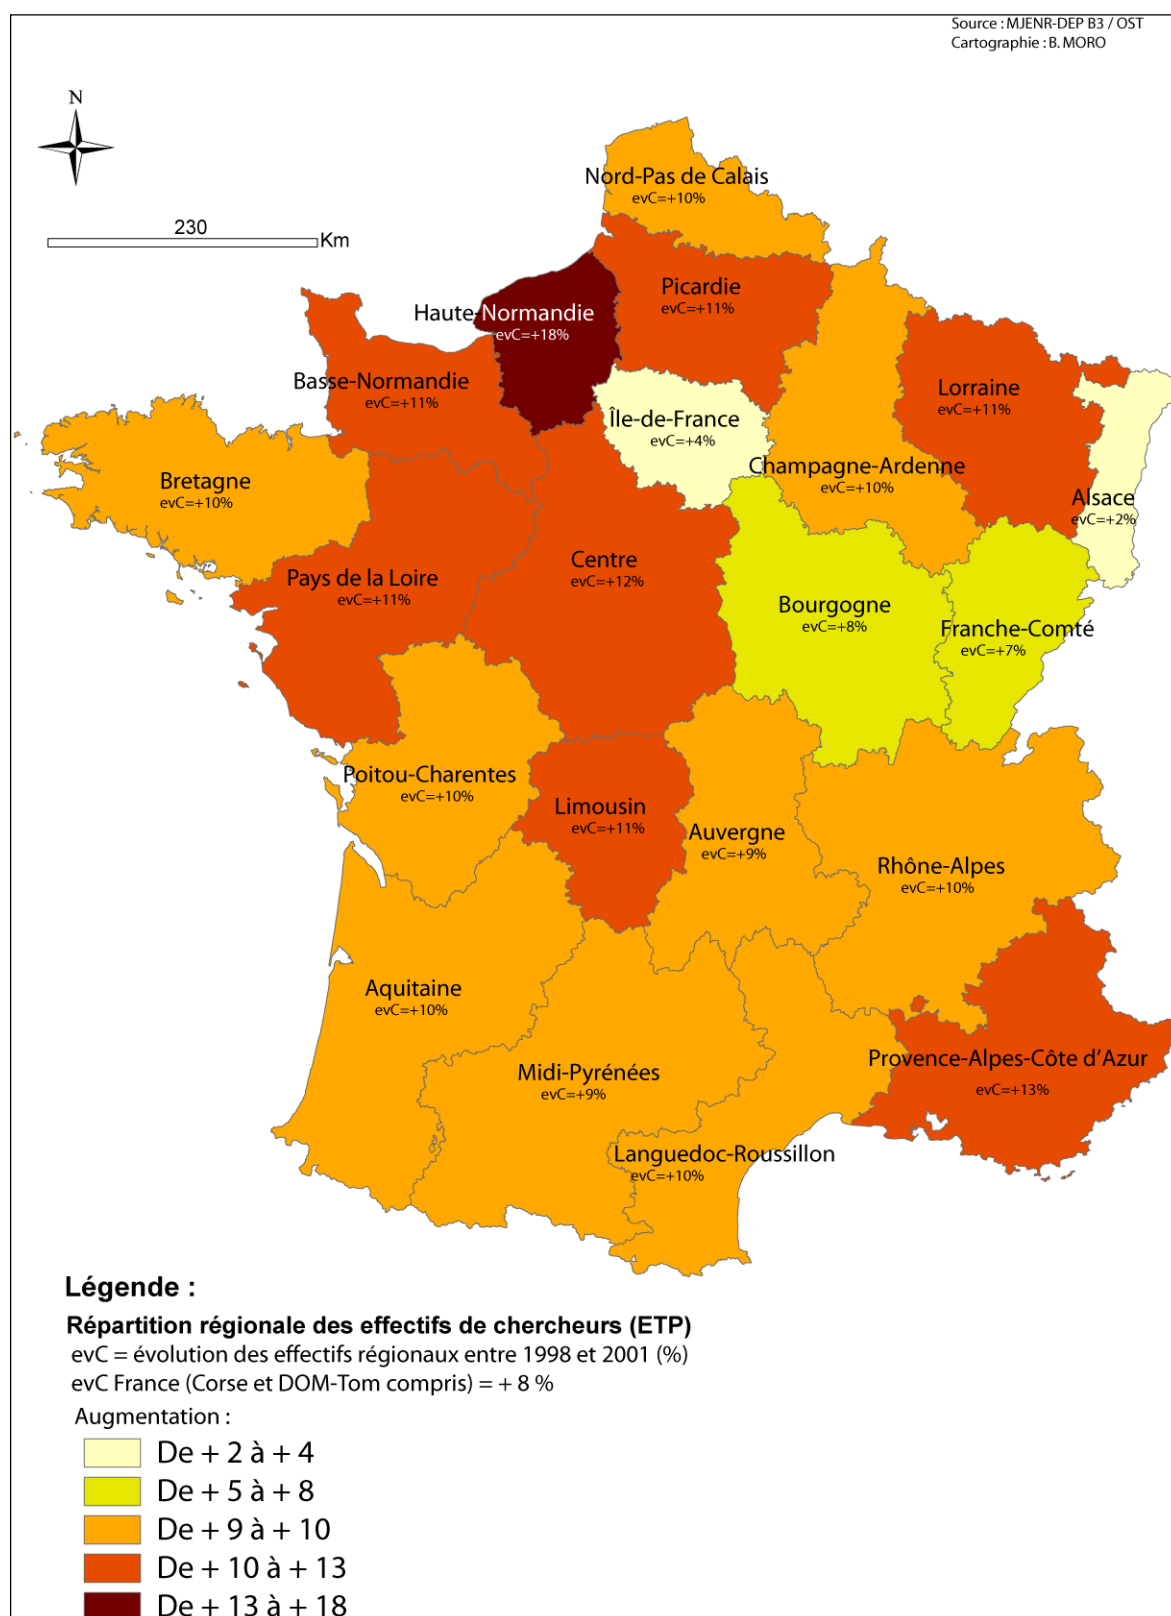 Source : MJENR-DEP B3 / OST
Cartographie : B. MORO
N
230
Km
Nord-Pas de Calais
evC=+10%
Picardie
evC=+11%
Haute-Normandie
evC=+18%
Basse-Normandie
evC=+11%
Île-de-France
evC=+4%
Lorraine
evC=+11%
Champagne-Ardenne
evC=+10%
Alsace
evC=+2%
Bretagne
evC=+10%
Pays de la Loire
evC=+11%
Centre
evC=+12%
Bourgogne
evC=+8%
Franche-Comté
evC=+7%
Poitou-Charentes
evC=+10%
Limousin
evC=+11%
Auvergne
evC=+9%
Rhône-Alpes
evC=+10%
Aquitaine
evC=+10%
Midi-Pyrénées
evC=+9%
Provence-Alpes-Côte d’Azur
evC=+13%
Languedoc-Roussillon
evC=+10%
Légende :
Répartition régionale des effectifs de chercheurs (ETP)
evC = évolution des effectifs régionaux entre 1998 et 2001 (%)
evC France (Corse et DOM-Tom compris) = + 8 %
Augmentation :
De + 2 à + 4
De + 5 à + 8
De + 9 à + 10
De + 10 à + 13
De + 13 à + 18